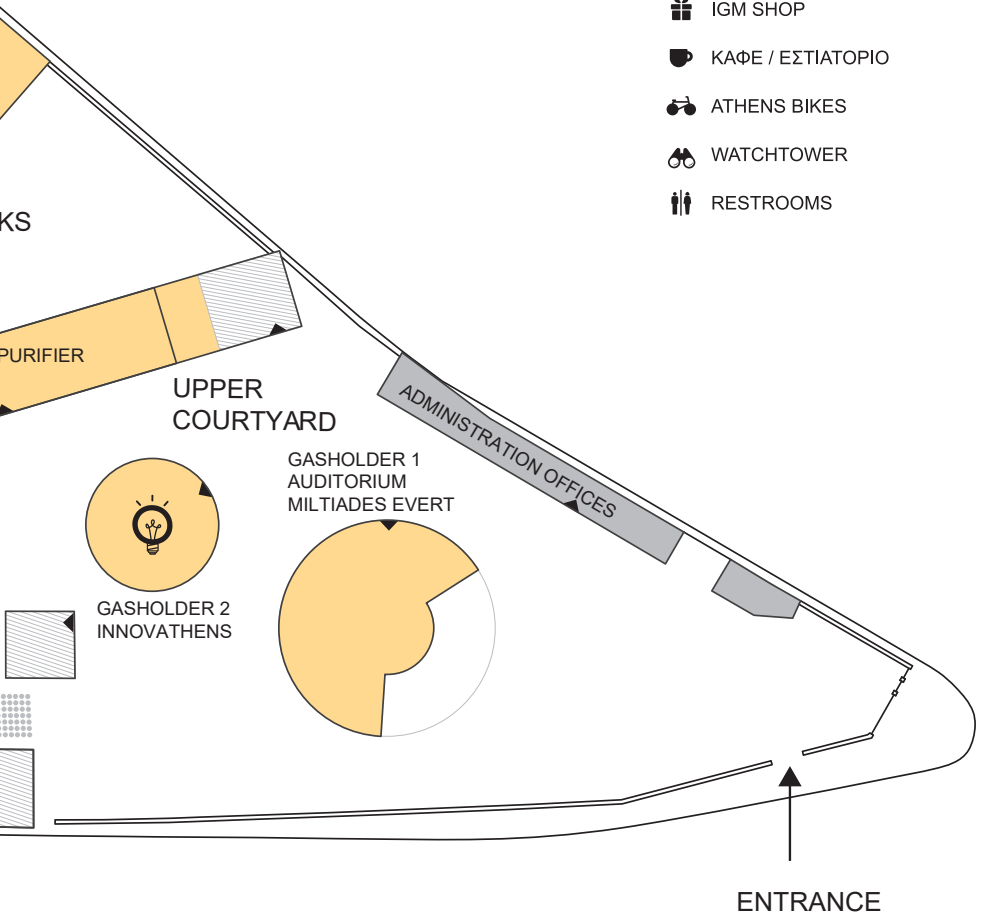 IGM SHOP
ΚΑΦΕ / ΕΣΤΙΑΤΟΡΙΟ
ATHENS BIKES
WATCHTOWER
RESTROOMS
KS
PURIFIER
UPPER
COURTYARD
ADMINISTRATION OFFICES
GASHOLDER 1
AUDITORIUM
MILTIADES EVERT
GASHOLDER 2
INNOVATHENS
ENTRANCE